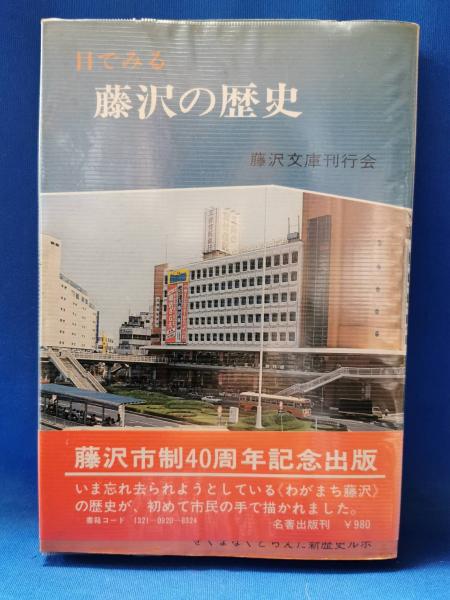 目でみる
藤沢の歴史
藤沢文庫刊行会
藤沢市制40周年記念出版
いま忘れ去られようとしている〈わがまち藤沢〉
の歴史が、初めて市民の手で描かれました。
書籍コード 1321―0920―8324
名著出版刊 ¥980